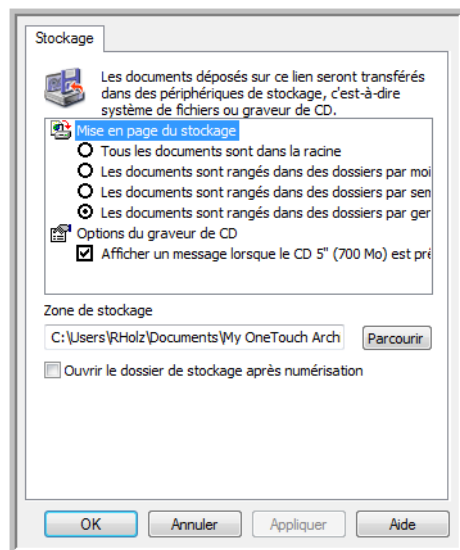 Stockage
Les documents déposés sur ce lien seront transférés
dans des périphériques de stockage, c'est-à-dire
système de fichiers ou graveur de CD.
Mise en page du stockage
Tous les documents sont dans la racine
Les documents sont rangés dans des dossiers par moi
Les documents sont rangés dans des dossiers par sem
Les documents sont rangés dans des dossiers par ger
Options du graveur de CD
Afficher un message lorsque le CD 5" (700 Mo) est pré
Zone de stockage
C:\Users\RHolz\Documents\My OneTouch Arch
Parcourir
Ouvrir le dossier de stockage après numérisation
OK Annuler Appliquer Aide